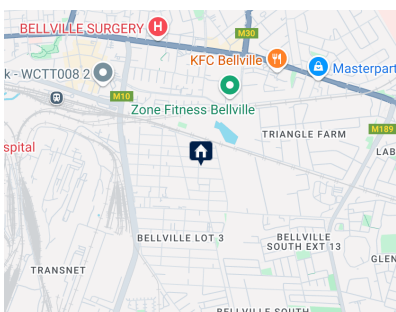 BELLVILLE SURGERY
H
M30
KFC Bellville
k - WCTT008 2
Masterpart
M10
Zone Fitness Bellville
TRIANGLE FARM
M189
spital
LAB
BELLVILLE LOT 3
BELLVILLE
SOUTH EXT 13
GLEN
TRANSNET
BELLVILLE SOUTH